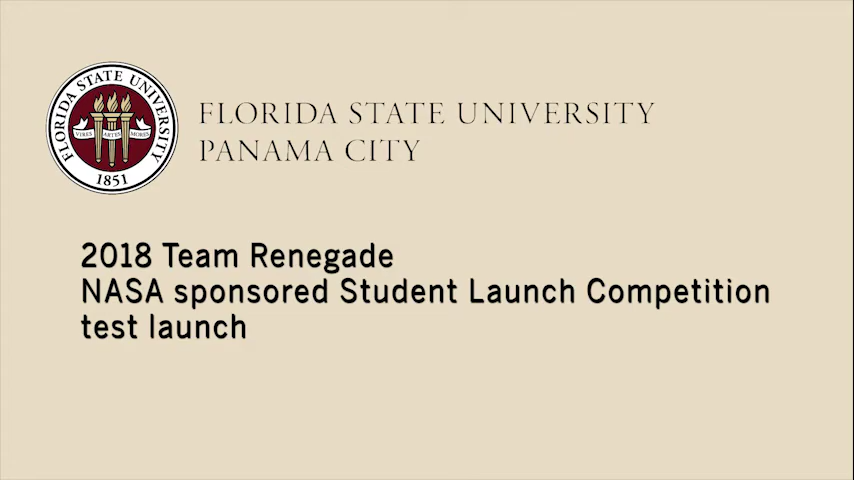 FLORIDA STATE UNIVERSITY
1851
VIRES ARTES MORES
FLORIDA STATE UNIVERSITY
PANAMA CITY
2018 Team Renegade
NASA sponsored Student Launch Competition
test launch